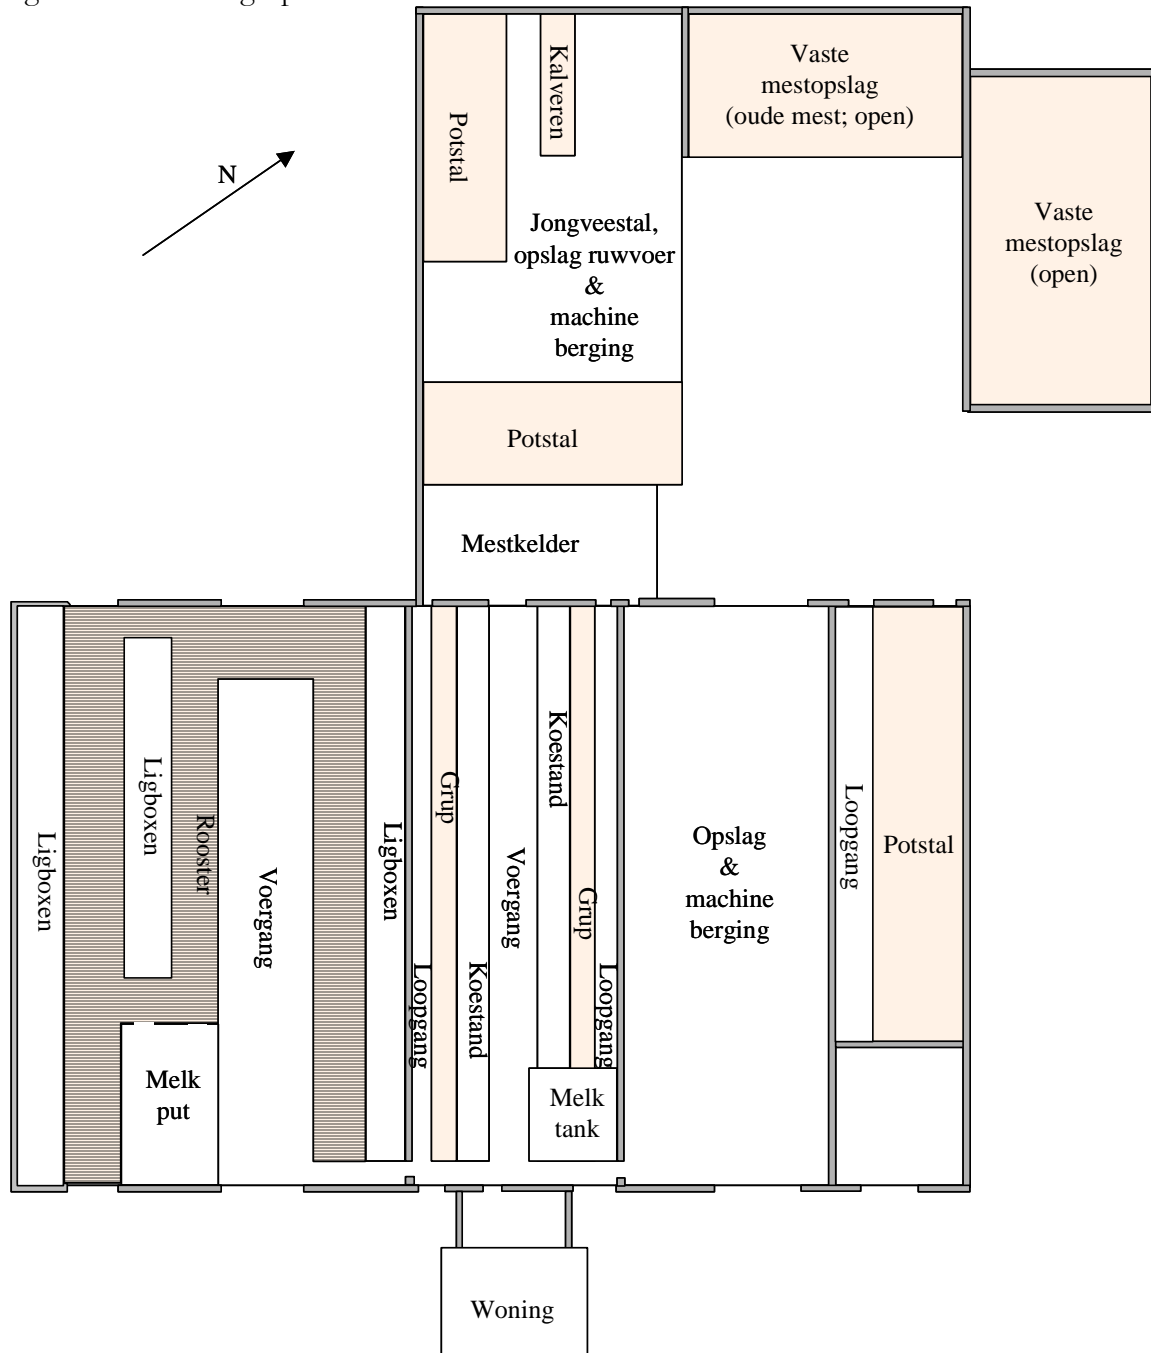 Kalveren
Vaste
mestopslag
(oude mest; open)
Potstal
N
Vaste
mestopslag
(open)
Jongveestal,
opslag ruwvoer
&
machine
berging
Potstal
Mestkelder
Ligboxen
Ligboxen
Rooster
Voergang
Ligboxen
Loopgang
Grup
Koestand
Voergang
Koestand
Grup
Loopgang
Opslag
&
machine
berging
Loopgang
Potstal
Melk
put
Melk
tank
Woning